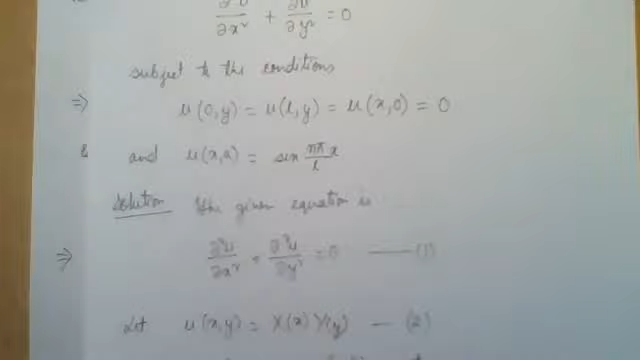 ∂²u/∂x² + ∂²u/∂y² = 0
subject to the conditions
⇒ u(0,y) = u(l,y) = u(x,0) = 0
& and u(x,a) = sin nπx/l
Solution The given equation is
⇒ ∂²u/∂x² + ∂²u/∂y² = 0 —— (1)
Let u(x,y) = X(x) Y(y) — (2)